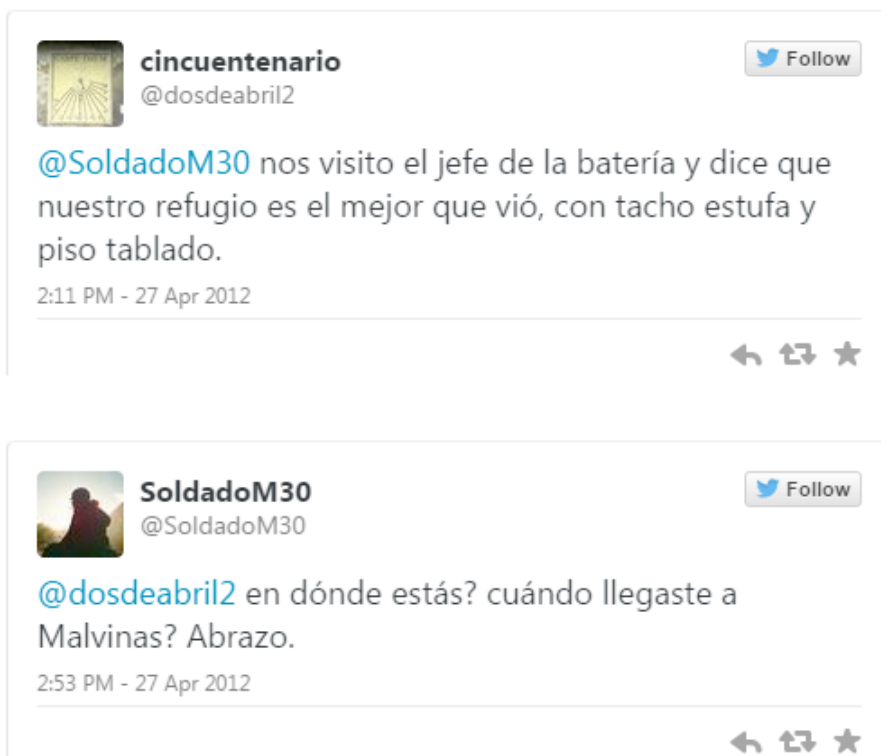 cincuentenario
Follow
@dosdeabril2
@SoldadoM30 nos visito el jefe de la batería y dice que
nuestro refugio es el mejor que vió, con tacho estufa y
piso tablado.
2:11 PM - 27 Apr 2012
SoldadoM30
Follow
@SoldadoM30
@dosdeabril2 en dónde estás? cuándo llegaste a
Malvinas? Abrazo.
2:53 PM - 27 Apr 2012